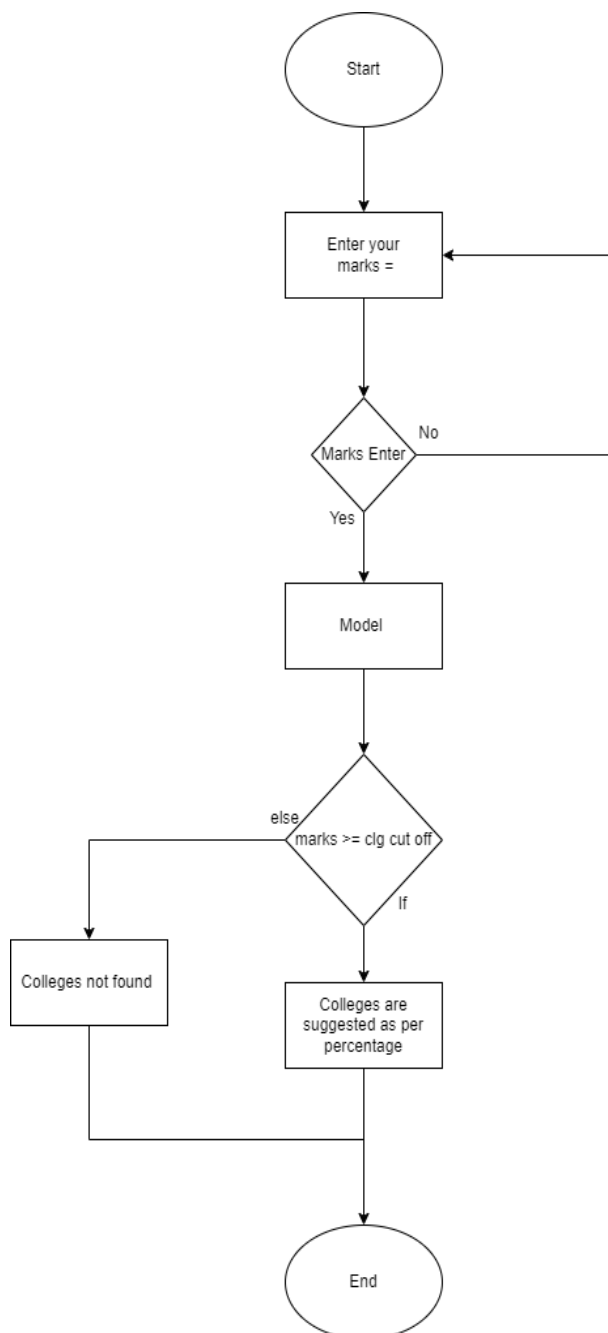 Start
Enter your
marks =
Marks Enter
No
Yes
Model
else
marks >= clg cut off
If
Colleges not found
Colleges are
suggested as per
percentage
End